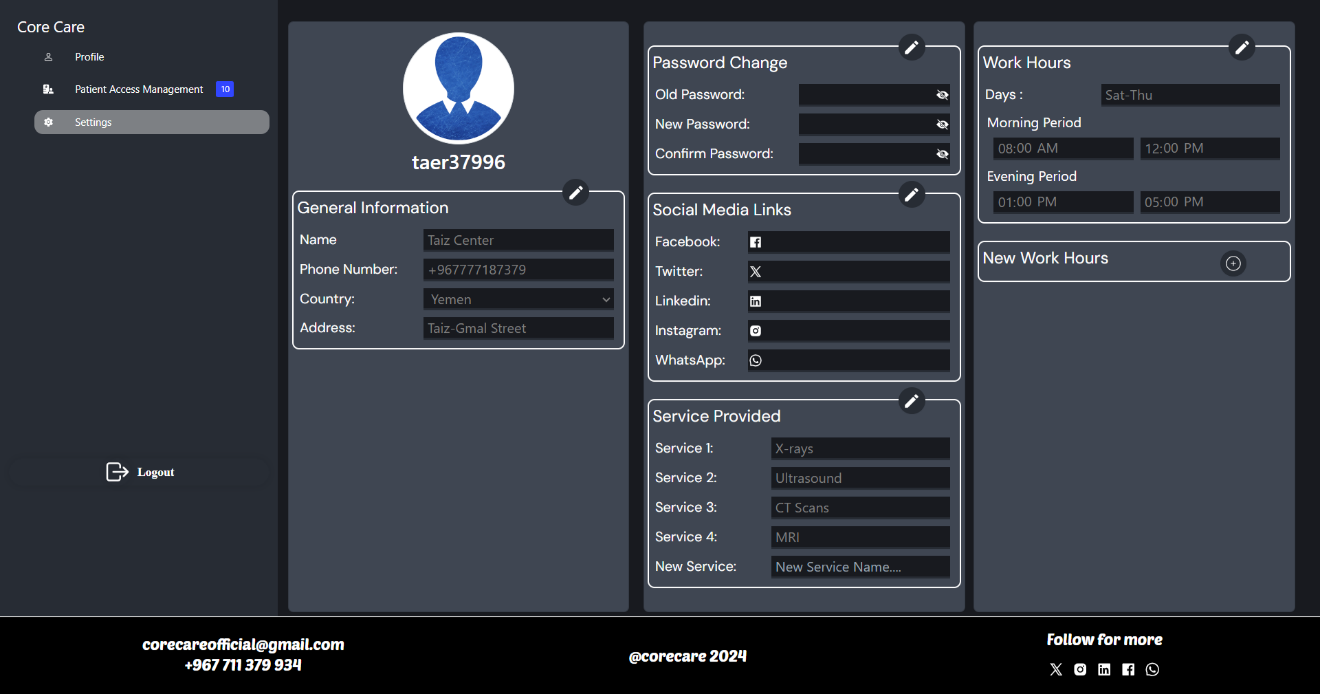 Core Care
Profile
Patient Access Management 10
Settings
Logout
taer37996
General Information
Name Taiz Center
Phone Number: +967777187379
Country: Yemen
Address: Taiz-Gmal Street
Password Change
Old Password:
New Password:
Confirm Password:
Social Media Links
Facebook:
Twitter:
Linkedin:
Instagram:
WhatsApp:
Service Provided
Service 1: X-rays
Service 2: Ultrasound
Service 3: CT Scans
Service 4: MRI
New Service: New Service Name....
Work Hours
Days : Sat-Thu
Morning Period
08:00 AM 12:00 PM
Evening Period
01:00 PM 05:00 PM
New Work Hours
corecareofficial@gmail.com
+967 711 379 934
@corecare 2024
Follow for more